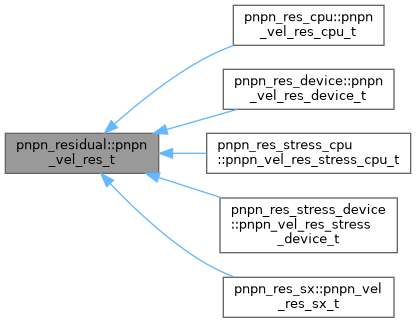 pnpn_res_cpu::pnpn
_vel_res_cpu_t
pnpn_res_device::pnpn
_vel_res_device_t
pnpn_residual::pnpn
_vel_res_t
pnpn_res_stress_cpu
::pnpn_vel_res_stress_cpu_t
pnpn_res_stress_device
::pnpn_vel_res_stress
_device_t
pnpn_res_sx::pnpn_vel
_res_sx_t